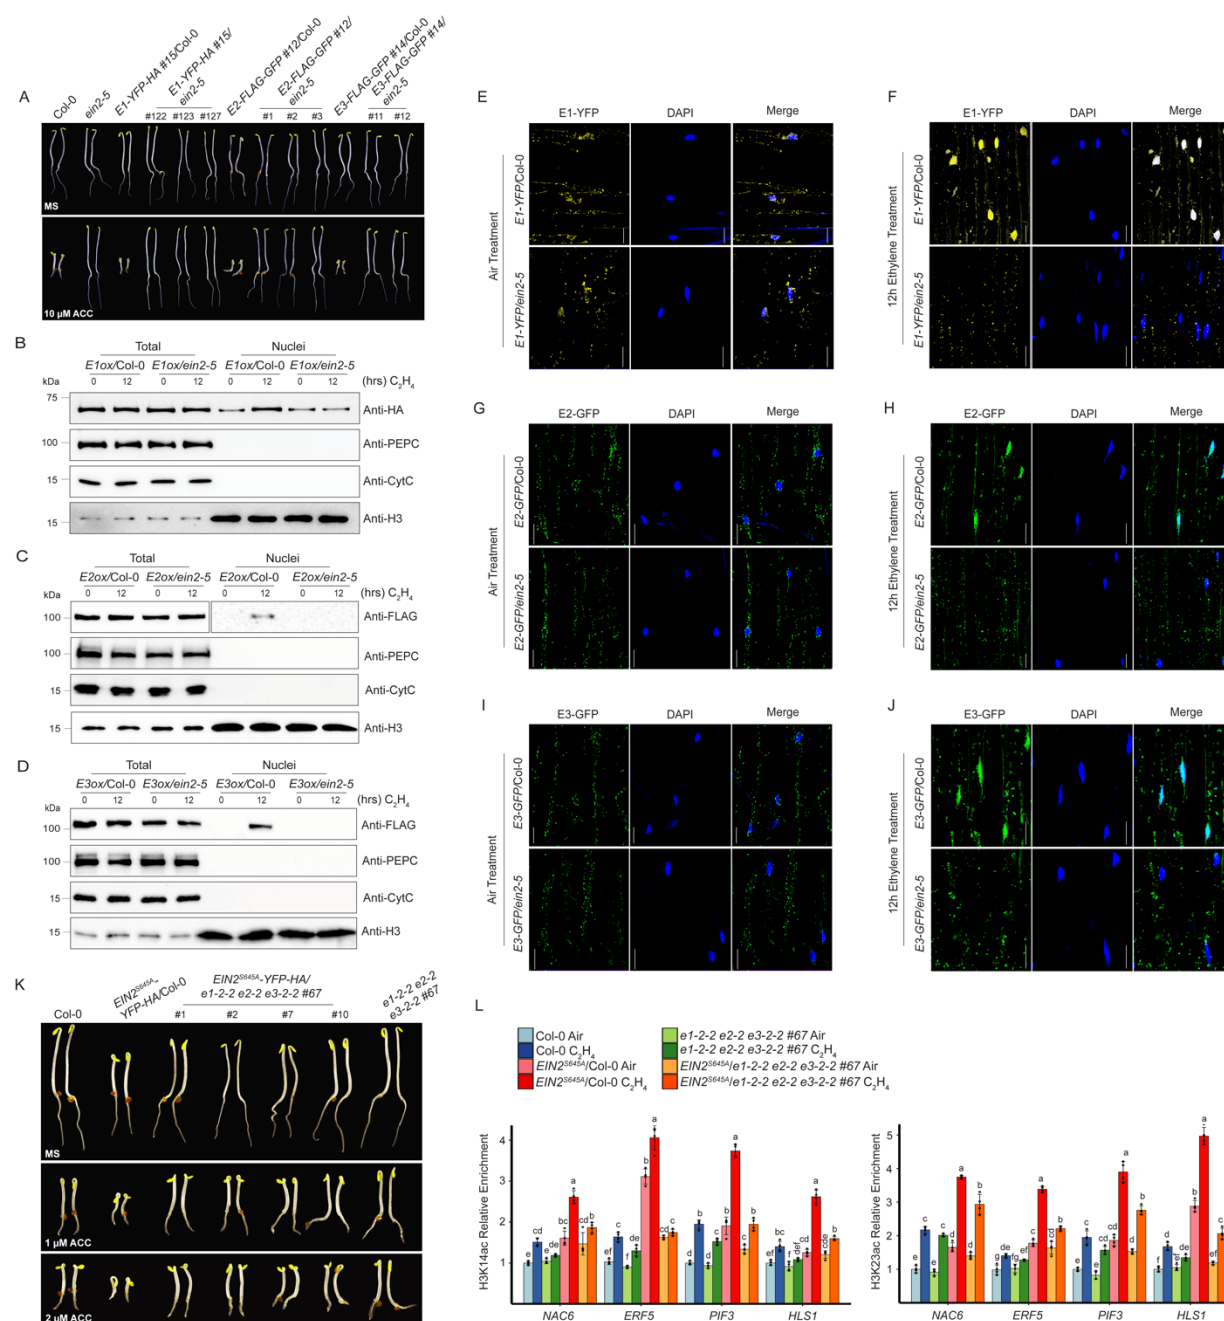 A
Col-0
ein2-5
E1-YFP-HA #15/Col-0
E1-YFP-HA #15/
ein2-5
E2-FLAG-GFP #12/Col-0
E2-FLAG-GFP #12/
ein2-5
E3-FLAG-GFP #14/Col-0
E3-FLAG-GFP #14/
ein2-5
#122 #123 #127 #1 #2 #3 #11 #12
MS
10 µM ACC
B
Total Nuclei
E1ox/Col-0 E1ox/ein2-5 E1ox/Col-0 E1ox/ein2-5
kDa 0 12 0 12 0 12 0 12 (hrs) C2H4
75
Anti-HA
100 Anti-PEPC
15 Anti-CytC
15 Anti-H3
C
Total Nuclei
E2ox/Col-0 E2ox/ein2-5 E2ox/Col-0 E2ox/ein2-5
kDa 0 12 0 12 0 12 0 12 (hrs) C2H4
100 Anti-FLAG
100 Anti-PEPC
15 Anti-CytC
15 Anti-H3
D
Total Nuclei
E3ox/Col-0 E3ox/ein2-5 E3ox/Col-0 E3ox/ein2-5
kDa 0 12 0 12 0 12 0 12 (hrs) C2H4
100 Anti-FLAG
100 Anti-PEPC
15 Anti-CytC
15 Anti-H3
E
E1-YFP DAPI Merge
Air Treatment
E1-YFP/Col-0
E1-YFP/ein2-5
F
E1-YFP DAPI Merge
12h Ethylene Treatment
E1-YFP/Col-0
E1-YFP/ein2-5
G
E2-GFP DAPI Merge
Air Treatment
E2-GFP/Col-0
E2-GFP/ein2-5
H
E2-GFP DAPI Merge
12h Ethylene Treatment
E2-GFP/Col-0
E2-GFP/ein2-5
I
E3-GFP DAPI Merge
Air Treatment
E3-GFP/Col-0
E3-GFP/ein2-5
J
E3-GFP DAPI Merge
12h Ethylene Treatment
E3-GFP/Col-0
E3-GFP/ein2-5
K
Col-0
EIN2S645A-
YFP-HA/Col-0
EIN2S645A-YFP-HA/
e1-2-2 e2-2 e3-2-2 #67
#1 #2 #7 #10
e1-2-2 e2-2
e3-2-2 #67
MS
1 µM ACC
2 µM ACC
L
Col-0 Air
Col-0 C2H4
EIN2S645A/Col-0 Air
EIN2S645A/Col-0 C2H4
e1-2-2 e2-2 e3-2-2 #67 Air
e1-2-2 e2-2 e3-2-2 #67 C2H4
EIN2S645A/e1-2-2 e2-2 e3-2-2 #67 Air
EIN2S645A/e1-2-2 e2-2 e3-2-2 #67 C2H4
H3K14ac Relative Enrichment
4
3
2
1
0
NAC6 ERF5 PIF3 HLS1
H3K23ac Relative Enrichment
5
4
3
2
1
0
NAC6 ERF5 PIF3 HLS1